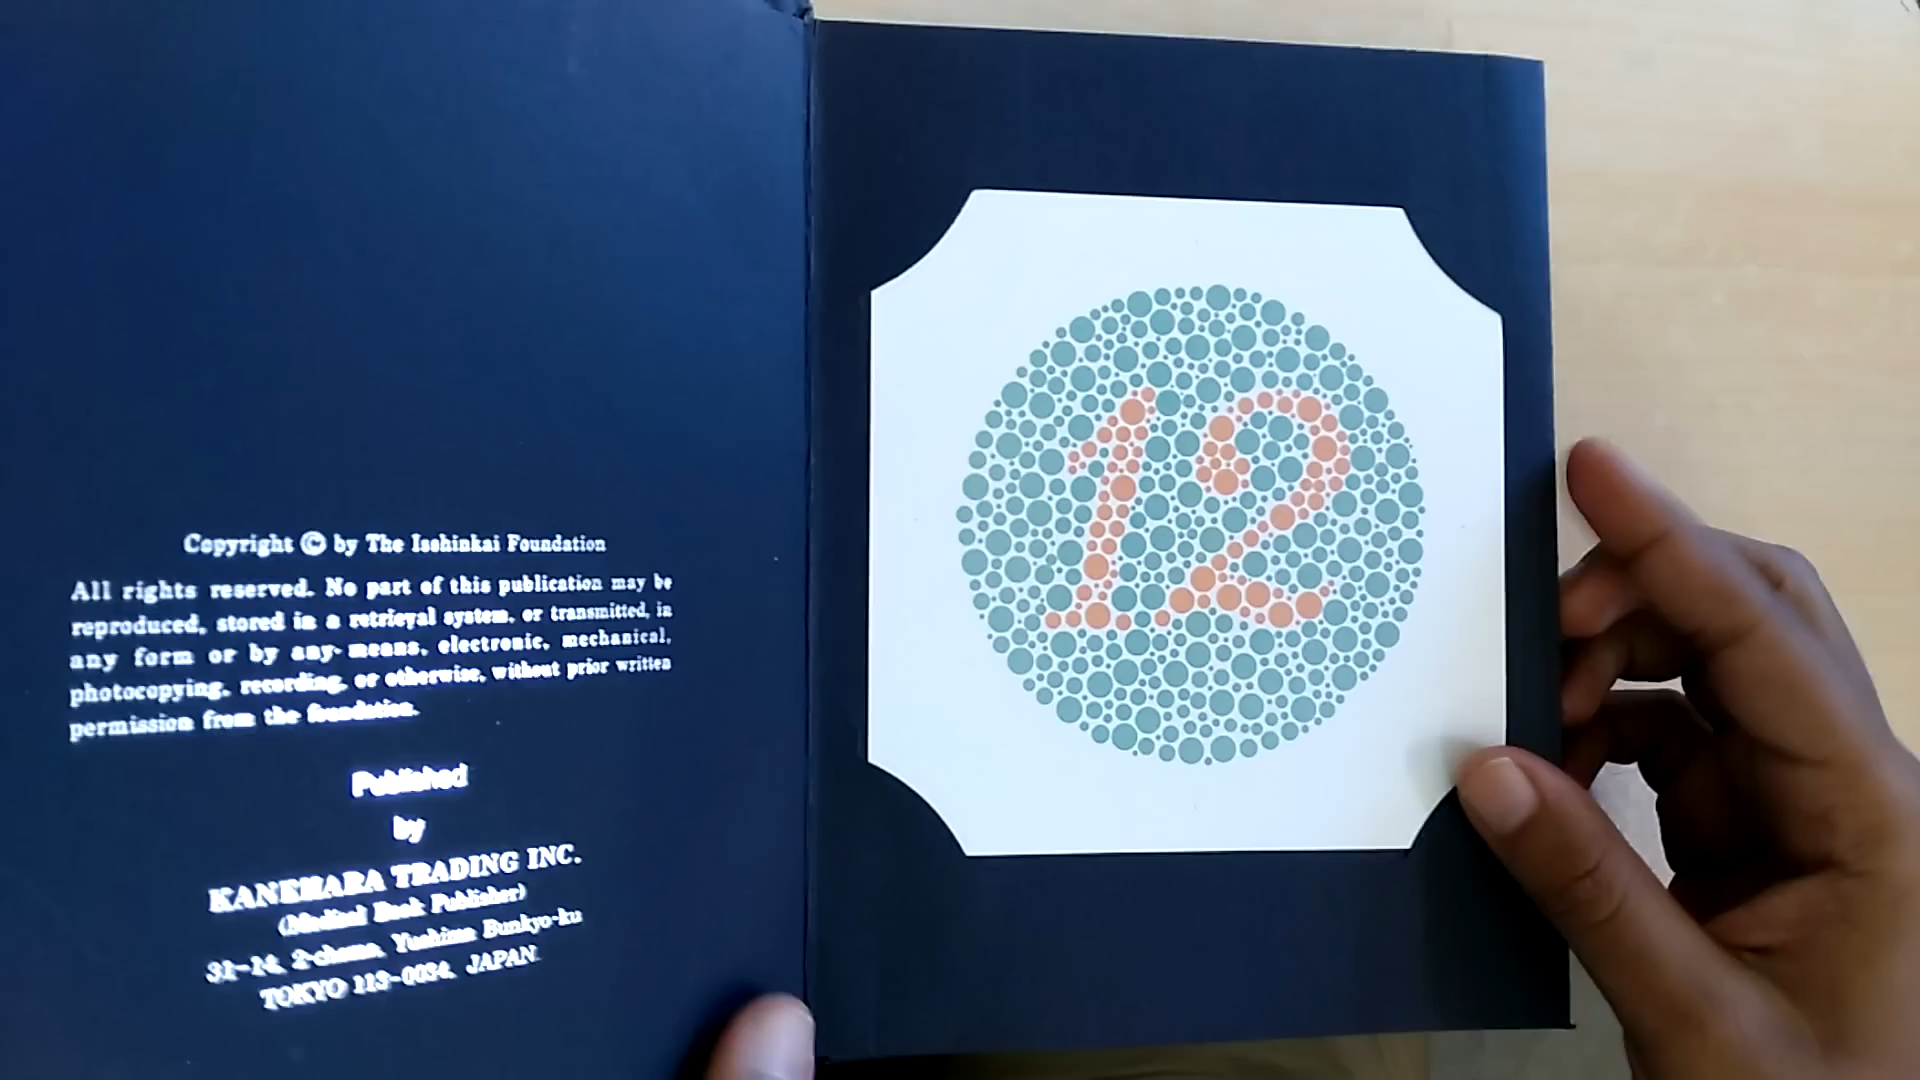 Copyright © by The Isshinkai Foundation
All rights reserved. No part of this publication may be
reproduced, stored in a retrieval system, or transmitted, in
any form or by any means, electronic, mechanical,
photocopying, recording, or otherwise, without prior written
permission from the foundation.
Published
by
KANEHARA TRADING INC.
(Medical Book Publisher)
31-14, 2-chome, Yushima Bunkyo-ku
TOKYO 113-0034, JAPAN
12